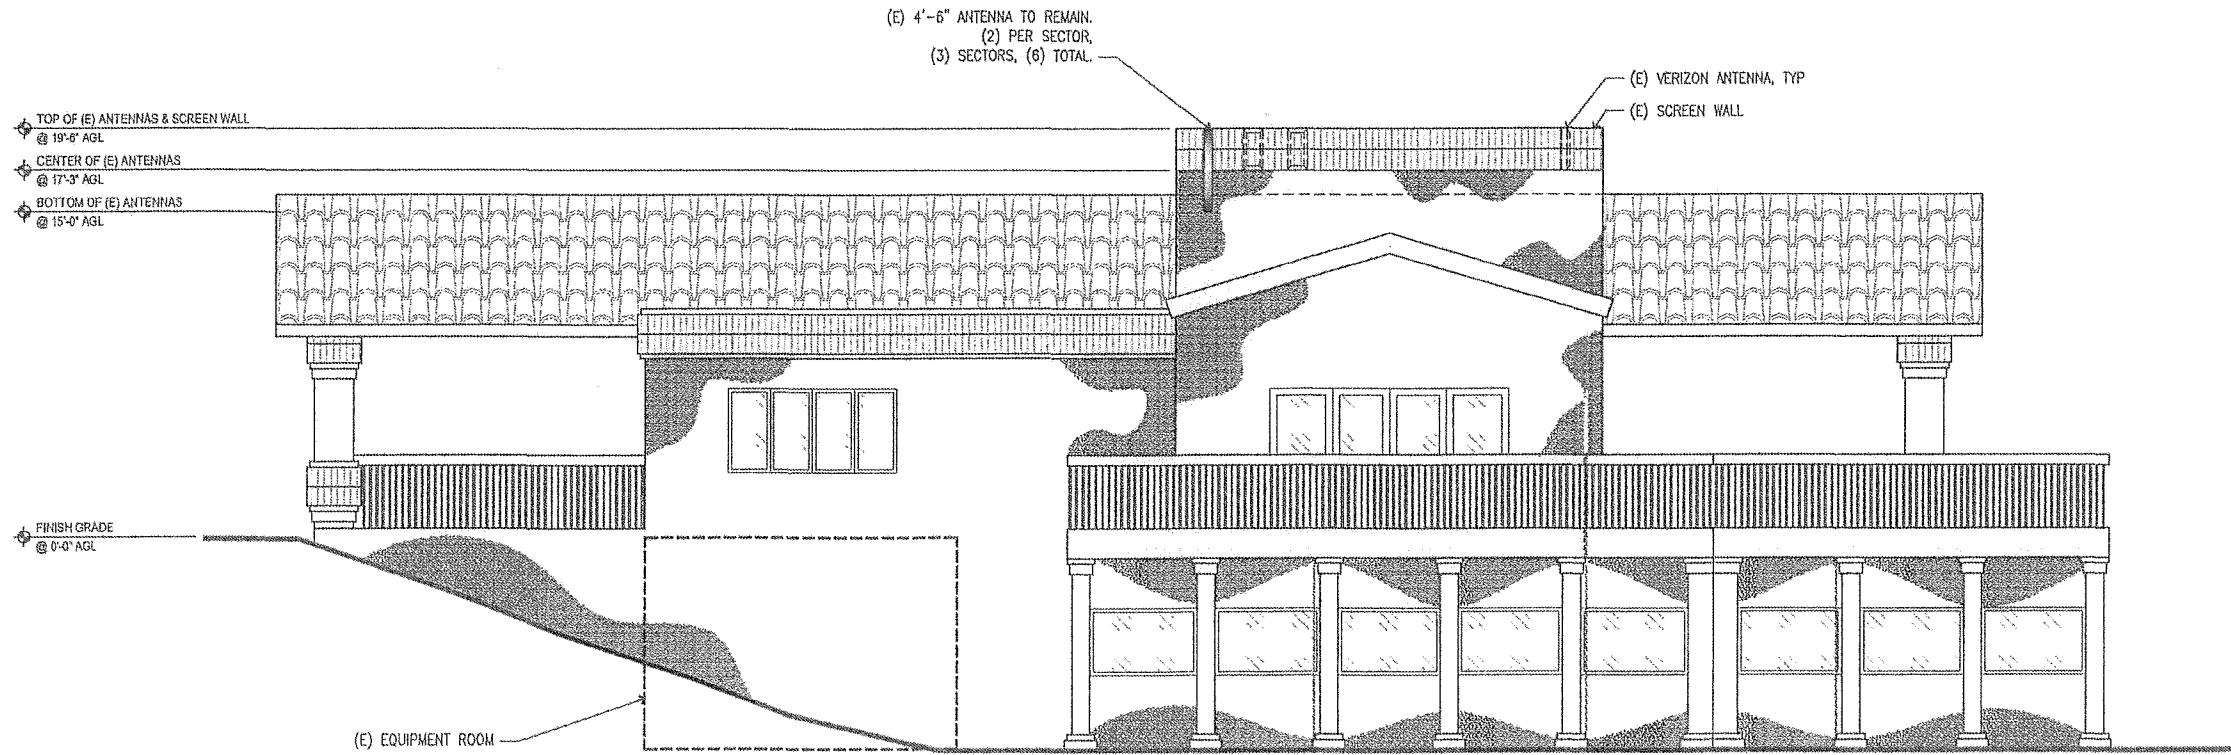 (E) 4'-6" ANTENNA TO REMAIN.
(2) PER SECTOR,
(3) SECTORS, (6) TOTAL.
(E) VERIZON ANTENNA, TYP
(E) SCREEN WALL
TOP OF (E) ANTENNAS & SCREEN WALL
@ 19'-6" AGL
CENTER OF (E) ANTENNAS
@ 17'-3" AGL
BOTTOM OF (E) ANTENNAS
@ 15'-0" AGL
FINISH GRADE
@ 0'-0" AGL
(E) EQUIPMENT ROOM